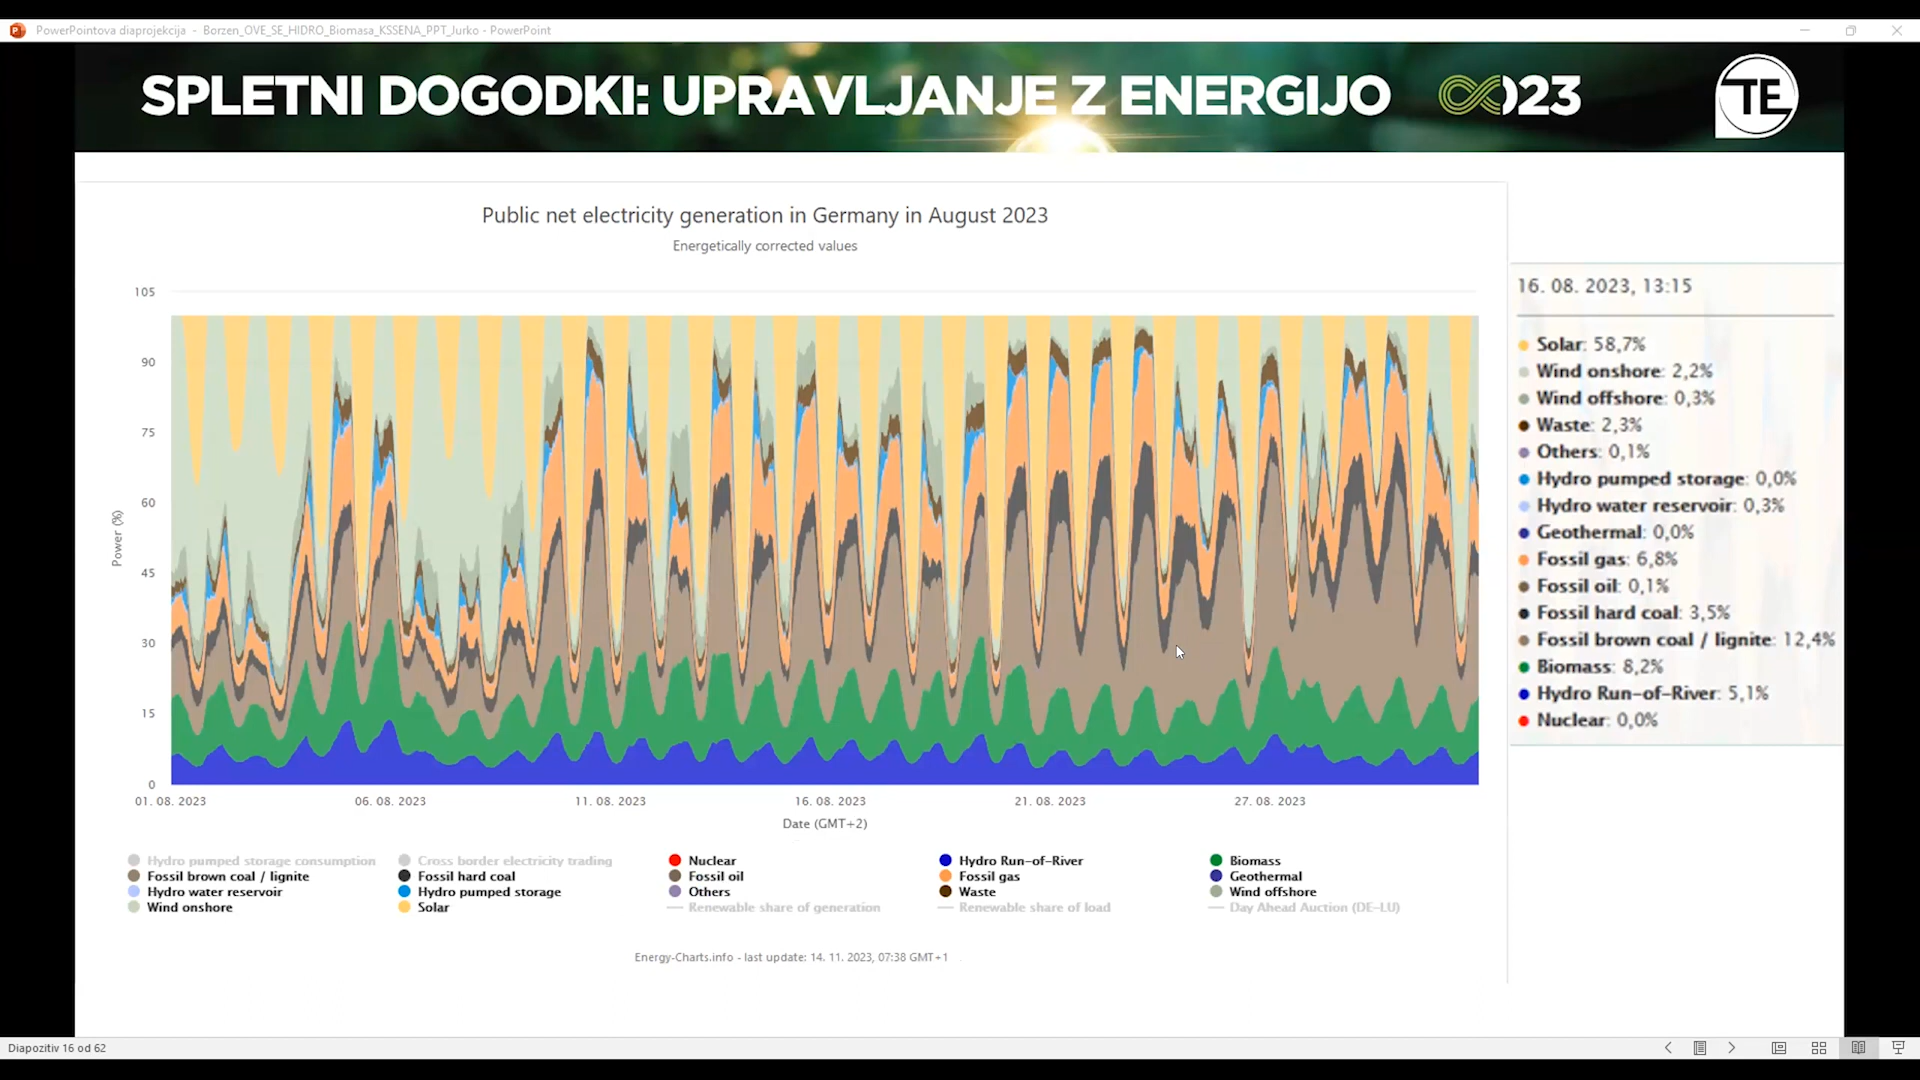 PowerPointova diaprojekcija - Borzen_OVE_SE_HIDRO_Biomasa_KSSENA_PPT_Jurko - PowerPoint
SPLETNI DOGODKI: UPRAVLJANJE Z ENERGIJO 23
TE
Public net electricity generation in Germany in August 2023
Energetically corrected values
105
90
75
60
45
30
15
0
Power (%)
01. 08. 2023
06. 08. 2023
11. 08. 2023
16. 08. 2023
21. 08. 2023
27. 08. 2023
Date (GMT+2)
Hydro pumped storage consumption
Cross border electricity trading
Nuclear
Hydro Run-of-River
Biomass
Fossil brown coal / lignite
Fossil hard coal
Fossil oil
Fossil gas
Geothermal
Hydro water reservoir
Hydro pumped storage
Others
Waste
Wind offshore
Wind onshore
Solar
Renewable share of generation
Renewable share of load
Day Ahead Auction (DE-LU)
Energy-Charts.info - last update: 14. 11. 2023, 07:38 GMT+1
16. 08. 2023, 13:15
Solar: 58,7%
Wind onshore: 2,2%
Wind offshore: 0,3%
Waste: 2,3%
Others: 0,1%
Hydro pumped storage: 0,0%
Hydro water reservoir: 0,3%
Geothermal: 0,0%
Fossil gas: 6,8%
Fossil oil: 0,1%
Fossil hard coal: 3,5%
Fossil brown coal / lignite: 12,4%
Biomass: 8,2%
Hydro Run-of-River: 5,1%
Nuclear: 0,0%
Diapozitiv 16 od 62